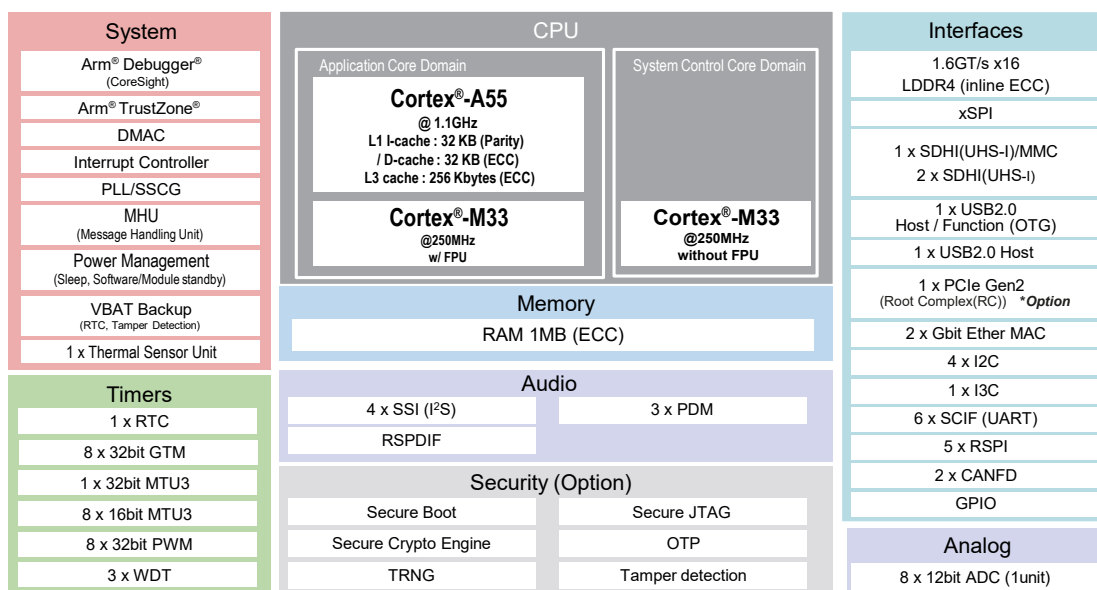 System
Arm® Debugger®
(CoreSight)
Arm® TrustZone®
DMAC
Interrupt Controller
PLL/SSCG
MHU
(Message Handling Unit)
Power Management
(Sleep, Software/Module standby)
VBAT Backup
(RTC, Tamper Detection)
1 x Thermal Sensor Unit
Timers
1 x RTC
8 x 32bit GTM
1 x 32bit MTU3
8 x 16bit MTU3
8 x 32bit PWM
3 x WDT
CPU
Application Core Domain
Cortex®-A55
@ 1.1GHz
L1 I-cache : 32 KB (Parity)
/ D-cache : 32 KB (ECC)
L3 cache : 256 Kbytes (ECC)
Cortex®-M33
@250MHz
w/ FPU
System Control Core Domain
Cortex®-M33
@250MHz
without FPU
Memory
RAM 1MB (ECC)
Audio
4 x SSI (I²S)
3 x PDM
RSPDIF
Security (Option)
Secure Boot
Secure JTAG
Secure Crypto Engine
OTP
TRNG
Tamper detection
Interfaces
1.6GT/s x16
LDDR4 (inline ECC)
xSPI
1 x SDHI(UHS-I)/MMC
2 x SDHI(UHS-I)
1 x USB2.0
Host / Function (OTG)
1 x USB2.0 Host
1 x PCIe Gen2
(Root Complex(RC)) *Option
2 x Gbit Ether MAC
4 x I2C
1 x I3C
6 x SCIF (UART)
5 x RSPI
2 x CANFD
GPIO
Analog
8 x 12bit ADC (1unit)